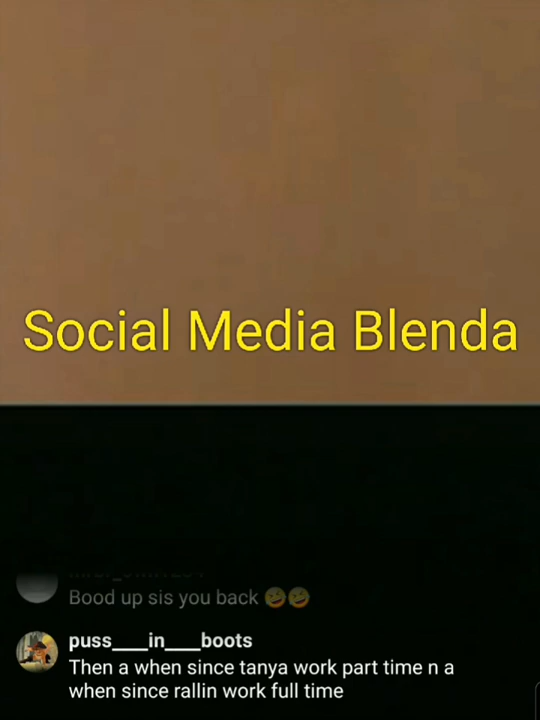 Social Media Blenda
Bood up sis you back 🤣🤣
puss____in____boots
Then a when since tanya work part time n a
when since rallin work full time